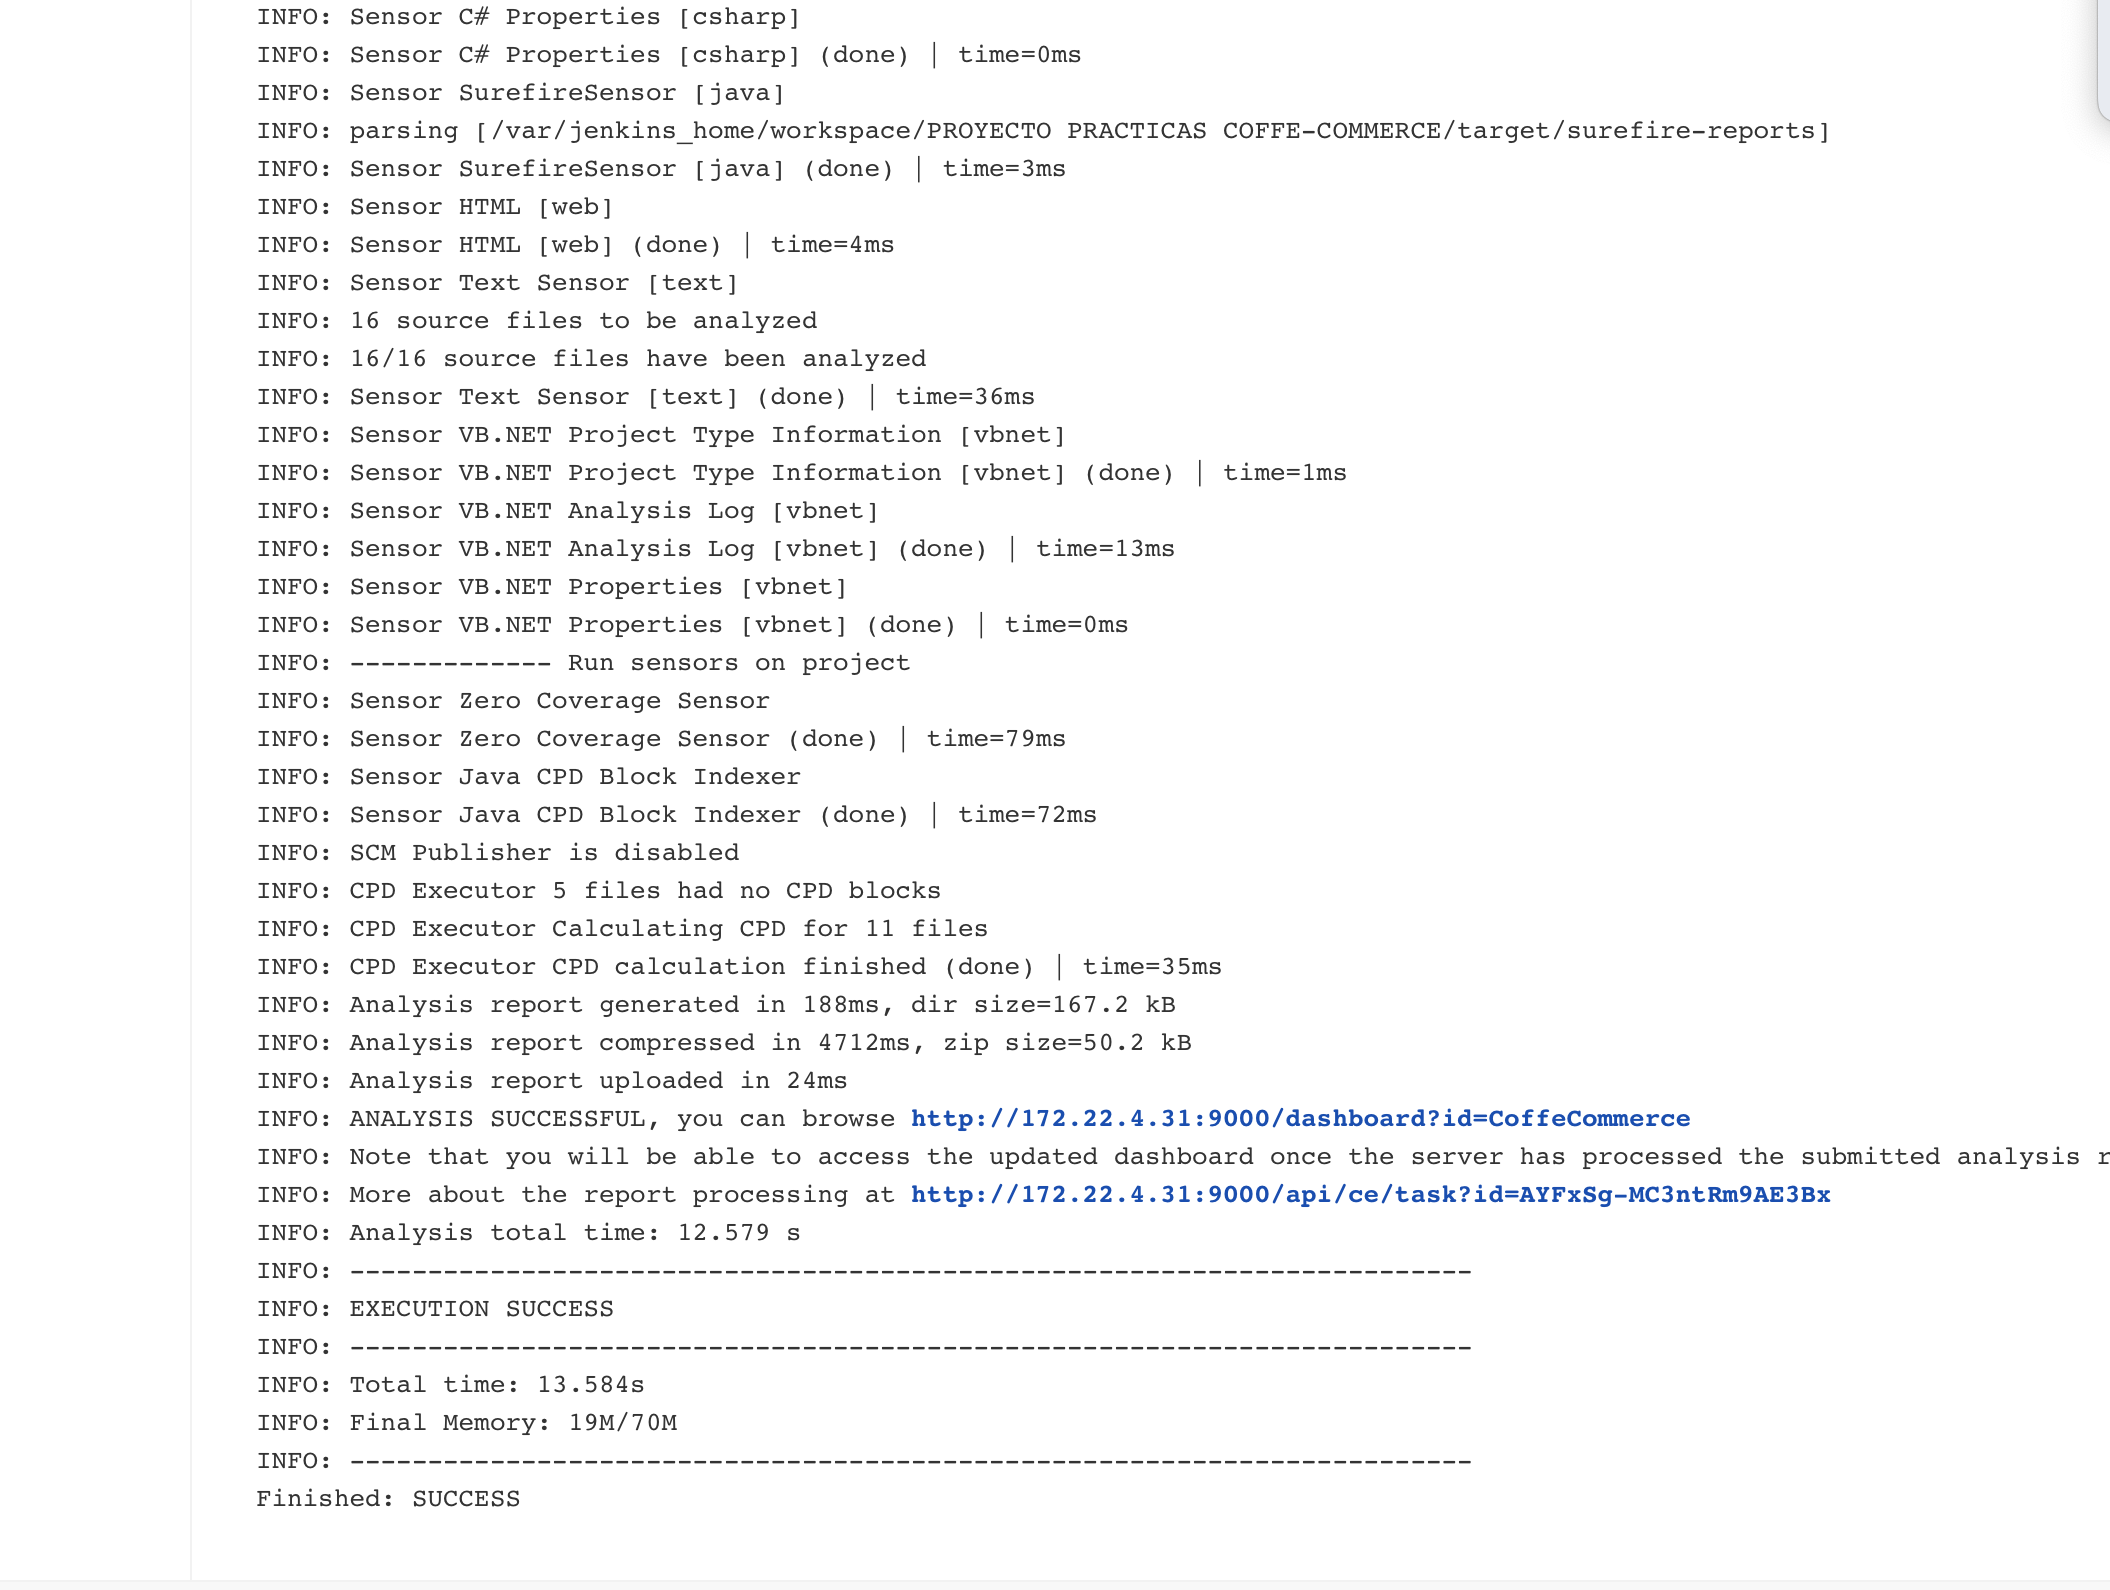 INFO: Sensor C# Properties [csharp]
INFO: Sensor C# Properties [csharp] (done) | time=0ms
INFO: Sensor SurefireSensor [java]
INFO: parsing [/var/jenkins_home/workspace/PROYECTO PRACTICAS COFFE-COMMERCE/target/surefire-reports]
INFO: Sensor SurefireSensor [java] (done) | time=3ms
INFO: Sensor HTML [web]
INFO: Sensor HTML [web] (done) | time=4ms
INFO: Sensor Text Sensor [text]
INFO: 16 source files to be analyzed
INFO: 16/16 source files have been analyzed
INFO: Sensor Text Sensor [text] (done) | time=36ms
INFO: Sensor VB.NET Project Type Information [vbnet]
INFO: Sensor VB.NET Project Type Information [vbnet] (done) | time=1ms
INFO: Sensor VB.NET Analysis Log [vbnet]
INFO: Sensor VB.NET Analysis Log [vbnet] (done) | time=13ms
INFO: Sensor VB.NET Properties [vbnet]
INFO: Sensor VB.NET Properties [vbnet] (done) | time=0ms
INFO: ------------- Run sensors on project
INFO: Sensor Zero Coverage Sensor
INFO: Sensor Zero Coverage Sensor (done) | time=79ms
INFO: Sensor Java CPD Block Indexer
INFO: Sensor Java CPD Block Indexer (done) | time=72ms
INFO: SCM Publisher is disabled
INFO: CPD Executor 5 files had no CPD blocks
INFO: CPD Executor Calculating CPD for 11 files
INFO: CPD Executor CPD calculation finished (done) | time=35ms
INFO: Analysis report generated in 188ms, dir size=167.2 kB
INFO: Analysis report compressed in 4712ms, zip size=50.2 kB
INFO: Analysis report uploaded in 24ms
INFO: ANALYSIS SUCCESSFUL, you can browse http://172.22.4.31:9000/dashboard?id=CoffeCommerce
INFO: Note that you will be able to access the updated dashboard once the server has processed the submitted analysis r
INFO: More about the report processing at http://172.22.4.31:9000/api/ce/task?id=AYFxSg-MC3ntRm9AE3Bx
INFO: Analysis total time: 12.579 s
INFO: ------------------------------------------------------------------------
INFO: EXECUTION SUCCESS
INFO: ------------------------------------------------------------------------
INFO: Total time: 13.584s
INFO: Final Memory: 19M/70M
INFO: ------------------------------------------------------------------------
Finished: SUCCESS